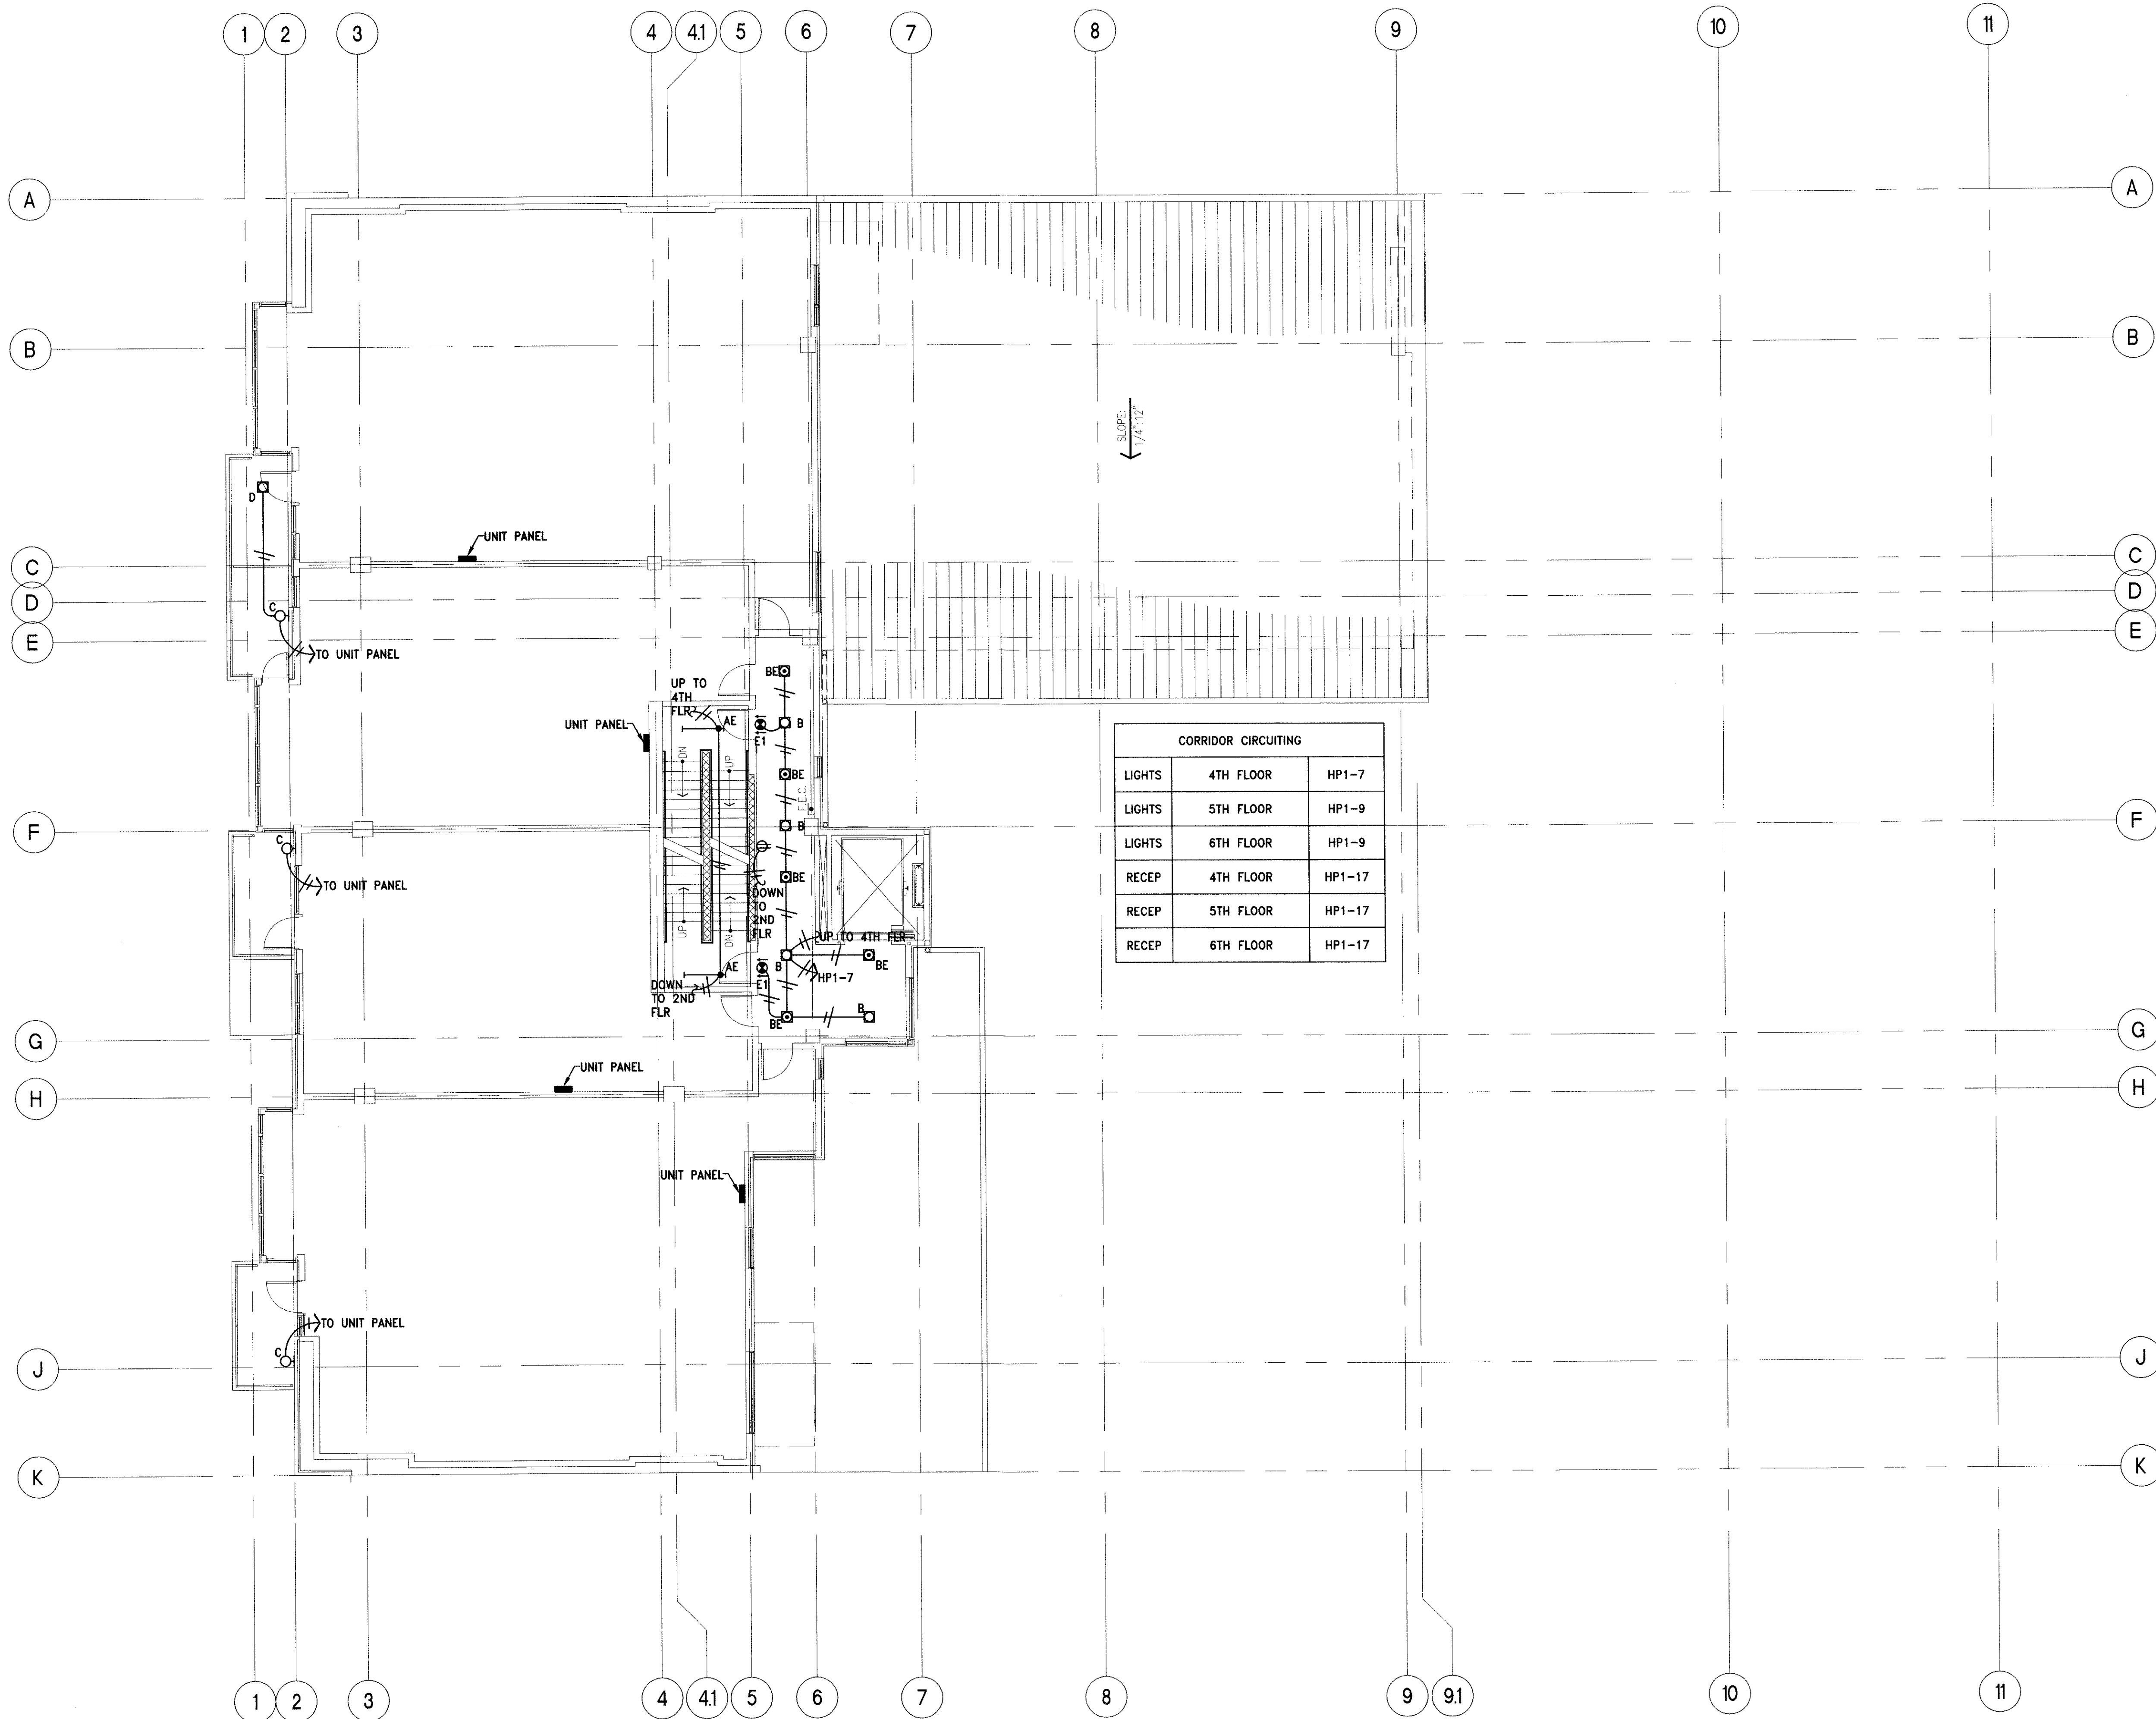 1 2 3 4 4.1 5 6 7 8 9 10 11
A A
B B
SLOPE:
1/4":12"
D
UNIT PANEL
C C
D D
C
E E
TO UNIT PANEL
BE
UP TO
4TH
FLR
AE
B
E1
UNIT PANEL
DN
UP
BE
F.E.C.
CORRIDOR CIRCUITING
LIGHTS 4TH FLOOR HP1-7
LIGHTS 5TH FLOOR HP1-9
LIGHTS 6TH FLOOR HP1-9
RECEP 4TH FLOOR HP1-17
RECEP 5TH FLOOR HP1-17
RECEP 6TH FLOOR HP1-17
F F
B
C
TO UNIT PANEL
BE
DOWN
TO
2ND
FLR
UP
DN
UP TO 4TH FLR
B
BE
HP1-7
AE
E1
DOWN
TO 2ND
FLR
BE
B
G G
UNIT PANEL
H H
UNIT PANEL
TO UNIT PANEL
C
J J
K K
1 2 3 4 4.1 5 6 7 8 9 9.1 10 11